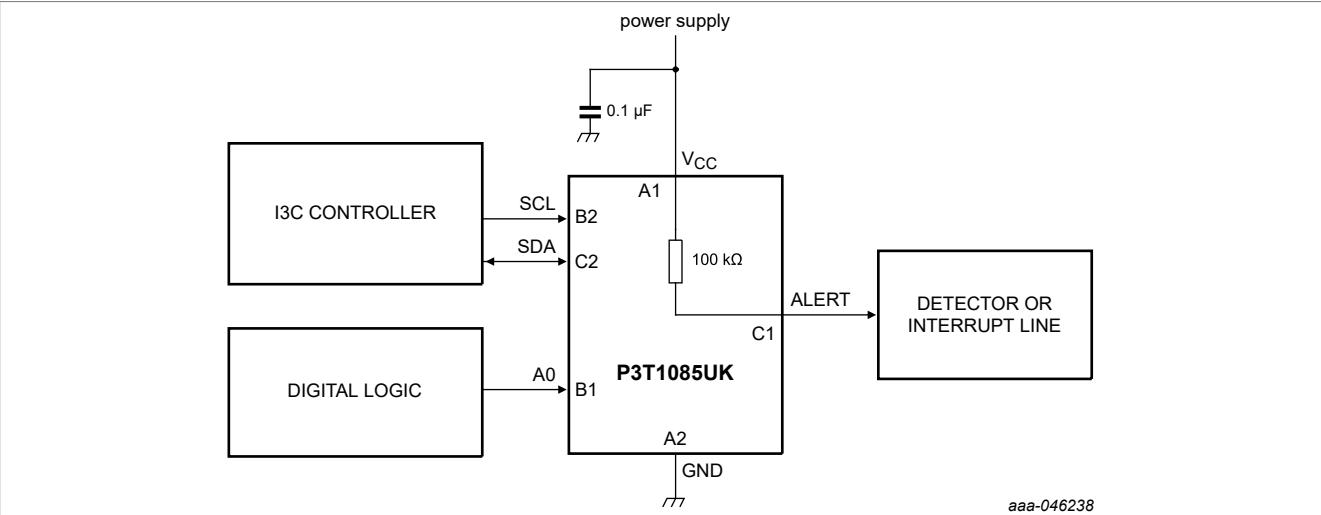 power supply
0.1 µF
VCC
A1
I3C CONTROLLER
SCL
B2
SDA
C2
100 kΩ
ALERT
C1
DETECTOR OR
INTERRUPT LINE
P3T1085UK
DIGITAL LOGIC
A0
B1
A2
GND
aaa-046238